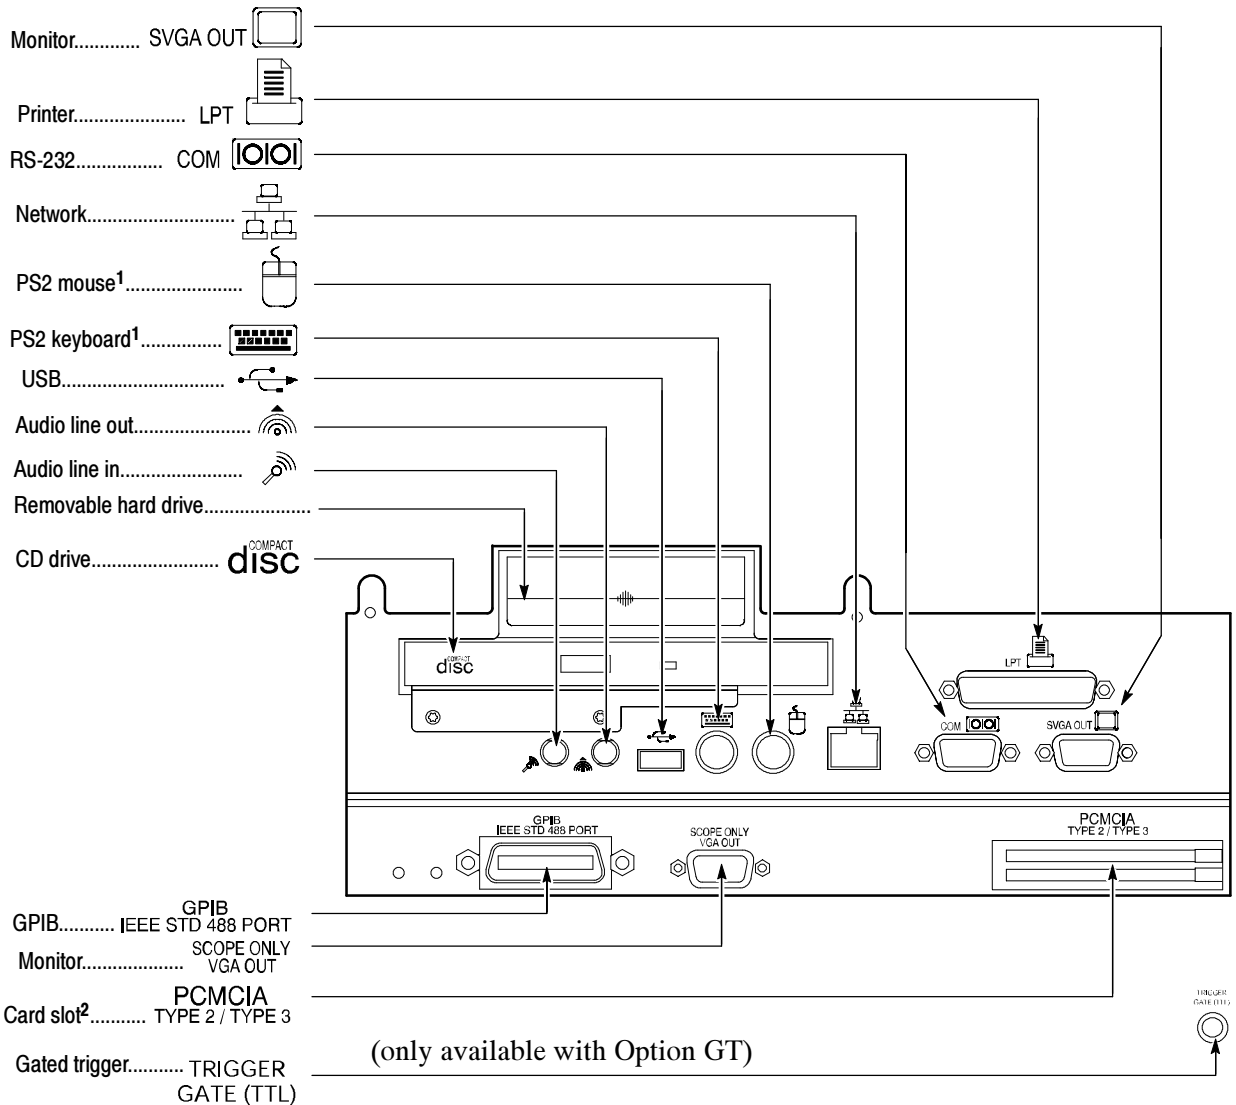 Monitor............. SVGA OUT
Printer...................... LPT
RS-232................. COM IOIOI
Network.............................
PS2 mouse1.......................
PS2 keyboard1................
USB................................
Audio line out.......................
Audio line in........................
Removable hard drive.....................
CD drive......................... COMPACT disc
COMPACT
disc
LPT
COM IOIOI
SVGA OUT
GPIB
IEEE STD 488 PORT
SCOPE ONLY
VGA OUT
PCMCIA
TYPE 2 / TYPE 3
GPIB........... GPIB
IEEE STD 488 PORT
Monitor.................... SCOPE ONLY
VGA OUT
Card slot2........... PCMCIA
TYPE 2 / TYPE 3
TRIGGER
GATE (TTL)
Gated trigger........... TRIGGER
GATE (TTL)
(only available with Option GT)